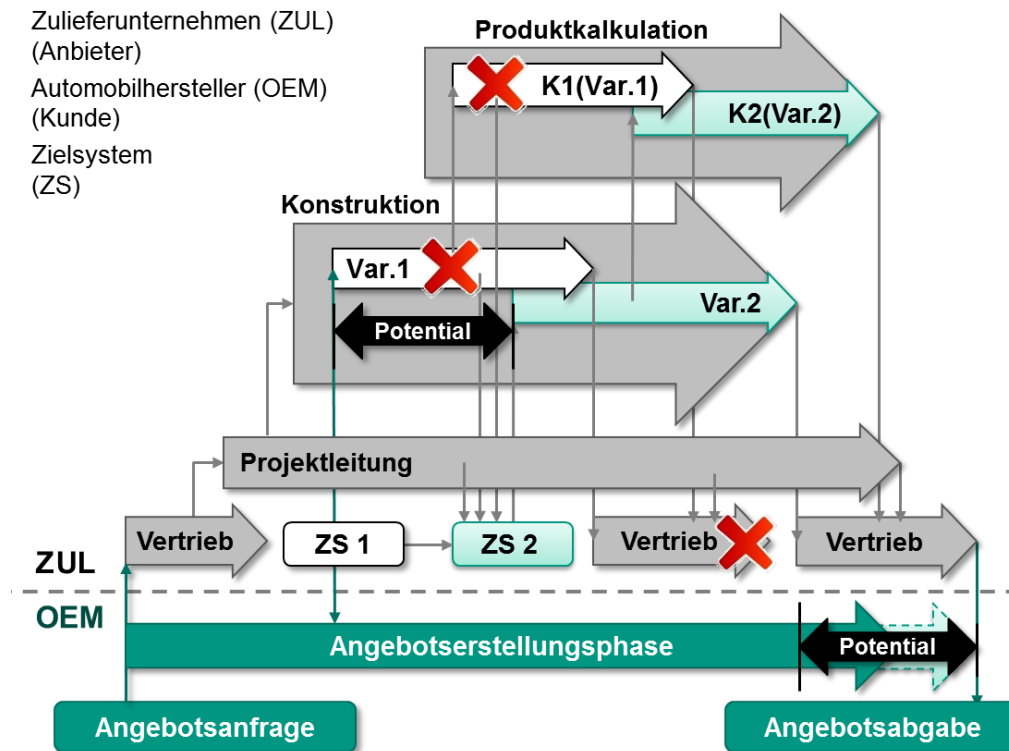 Zulieferunternehmen (ZUL)
(Anbieter)
Automobilhersteller (OEM)
(Kunde)
Zielsystem
(ZS)
Produktkalkulation
K1(Var.1)
K2(Var.2)
Konstruktion
Var.1
Var.2
Potential
Projektleitung
Vertrieb
ZS 1
ZS 2
Vertrieb
Vertrieb
ZUL
OEM
Angebotserstellungsphase
Potential
Angebotsanfrage
Angebotsabgabe